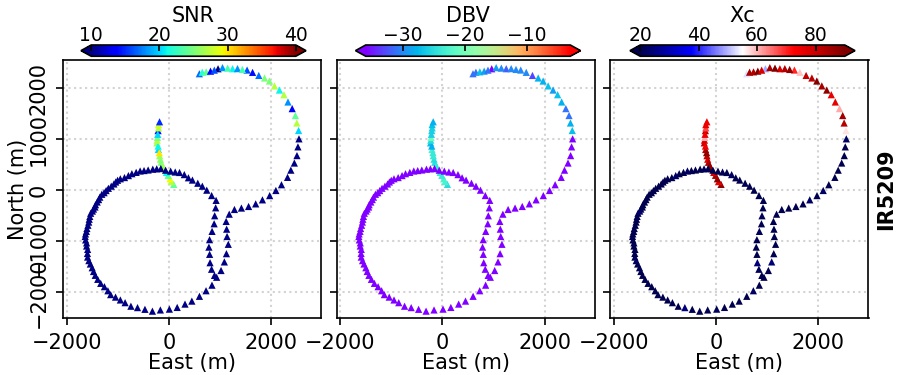 SNR DBV Xc
10 20 30 40 −30 −20 −10 20 40 60 80
2000
1000
0
−1000
−2000
North (m)
IR5209
−2000 0 2000 −2000 0 2000 −2000 0 2000
East (m) East (m) East (m)